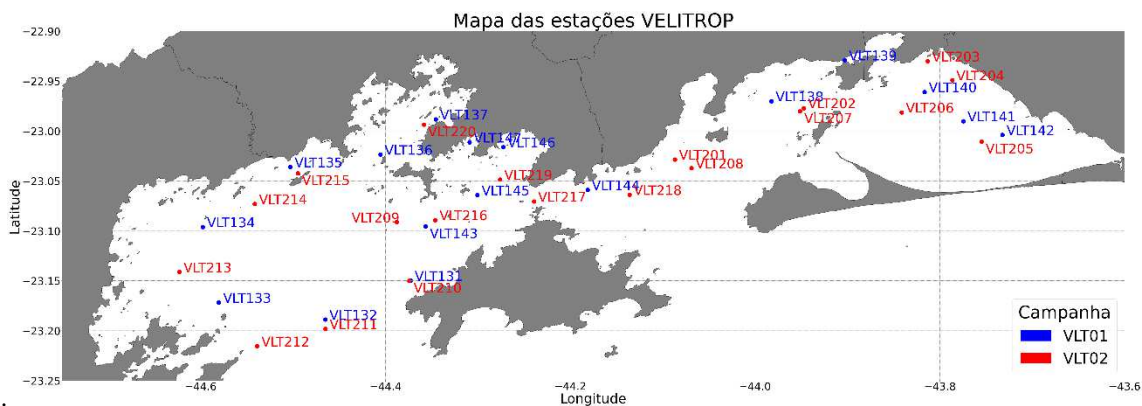 Mapa das estações VELITROP
−22.90
−22.95
−23.00
−23.05
−23.10
−23.15
−23.20
−23.25
Latitude
VLT139
VLT203
VLT204
VLT140
VLT138
VLT202
VLT207
VLT206
VLT141
VLT142
VLT205
VLT137
VLT220
VLT147
VLT146
VLT136
VLT201
VLT208
VLT135
VLT215
VLT219
VLT145
VLT144
VLT218
VLT217
VLT214
VLT134
VLT209
VLT216
VLT143
VLT213
VLT131
VLT210
VLT133
VLT132
VLT211
VLT212
Campanha
VLT01
VLT02
−44.6
−44.4
−44.2
−44.0
−43.8
−43.6
Longitude
.